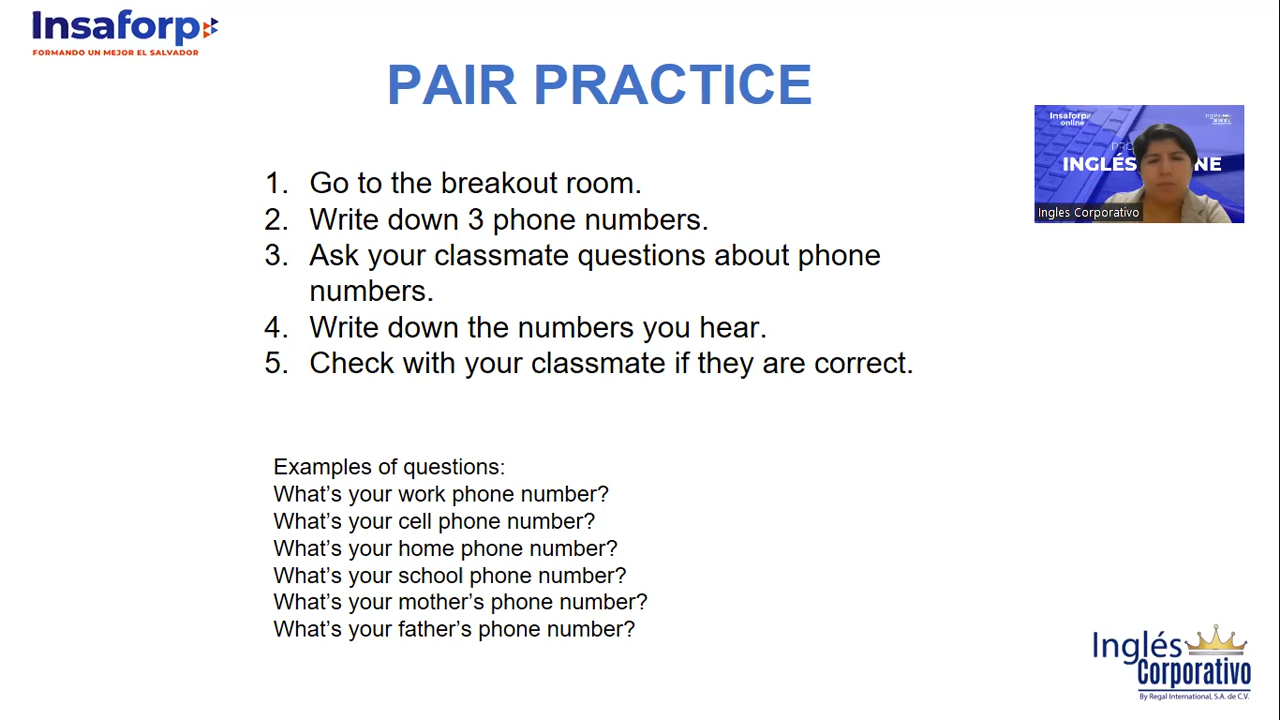 Insaforp
FORMANDO UN MEJOR EL SALVADOR
PAIR PRACTICE
Insaforp
online
INGLÉS
NE
Ingles Corporativo
1. Go to the breakout room.
2. Write down 3 phone numbers.
3. Ask your classmate questions about phone
numbers.
4. Write down the numbers you hear.
5. Check with your classmate if they are correct.
Examples of questions:
What's your work phone number?
What's your cell phone number?
What's your home phone number?
What's your school phone number?
What's your mother's phone number?
What's your father's phone number?
Inglés
Corporativo
By Regal International, S.A. de C.V.